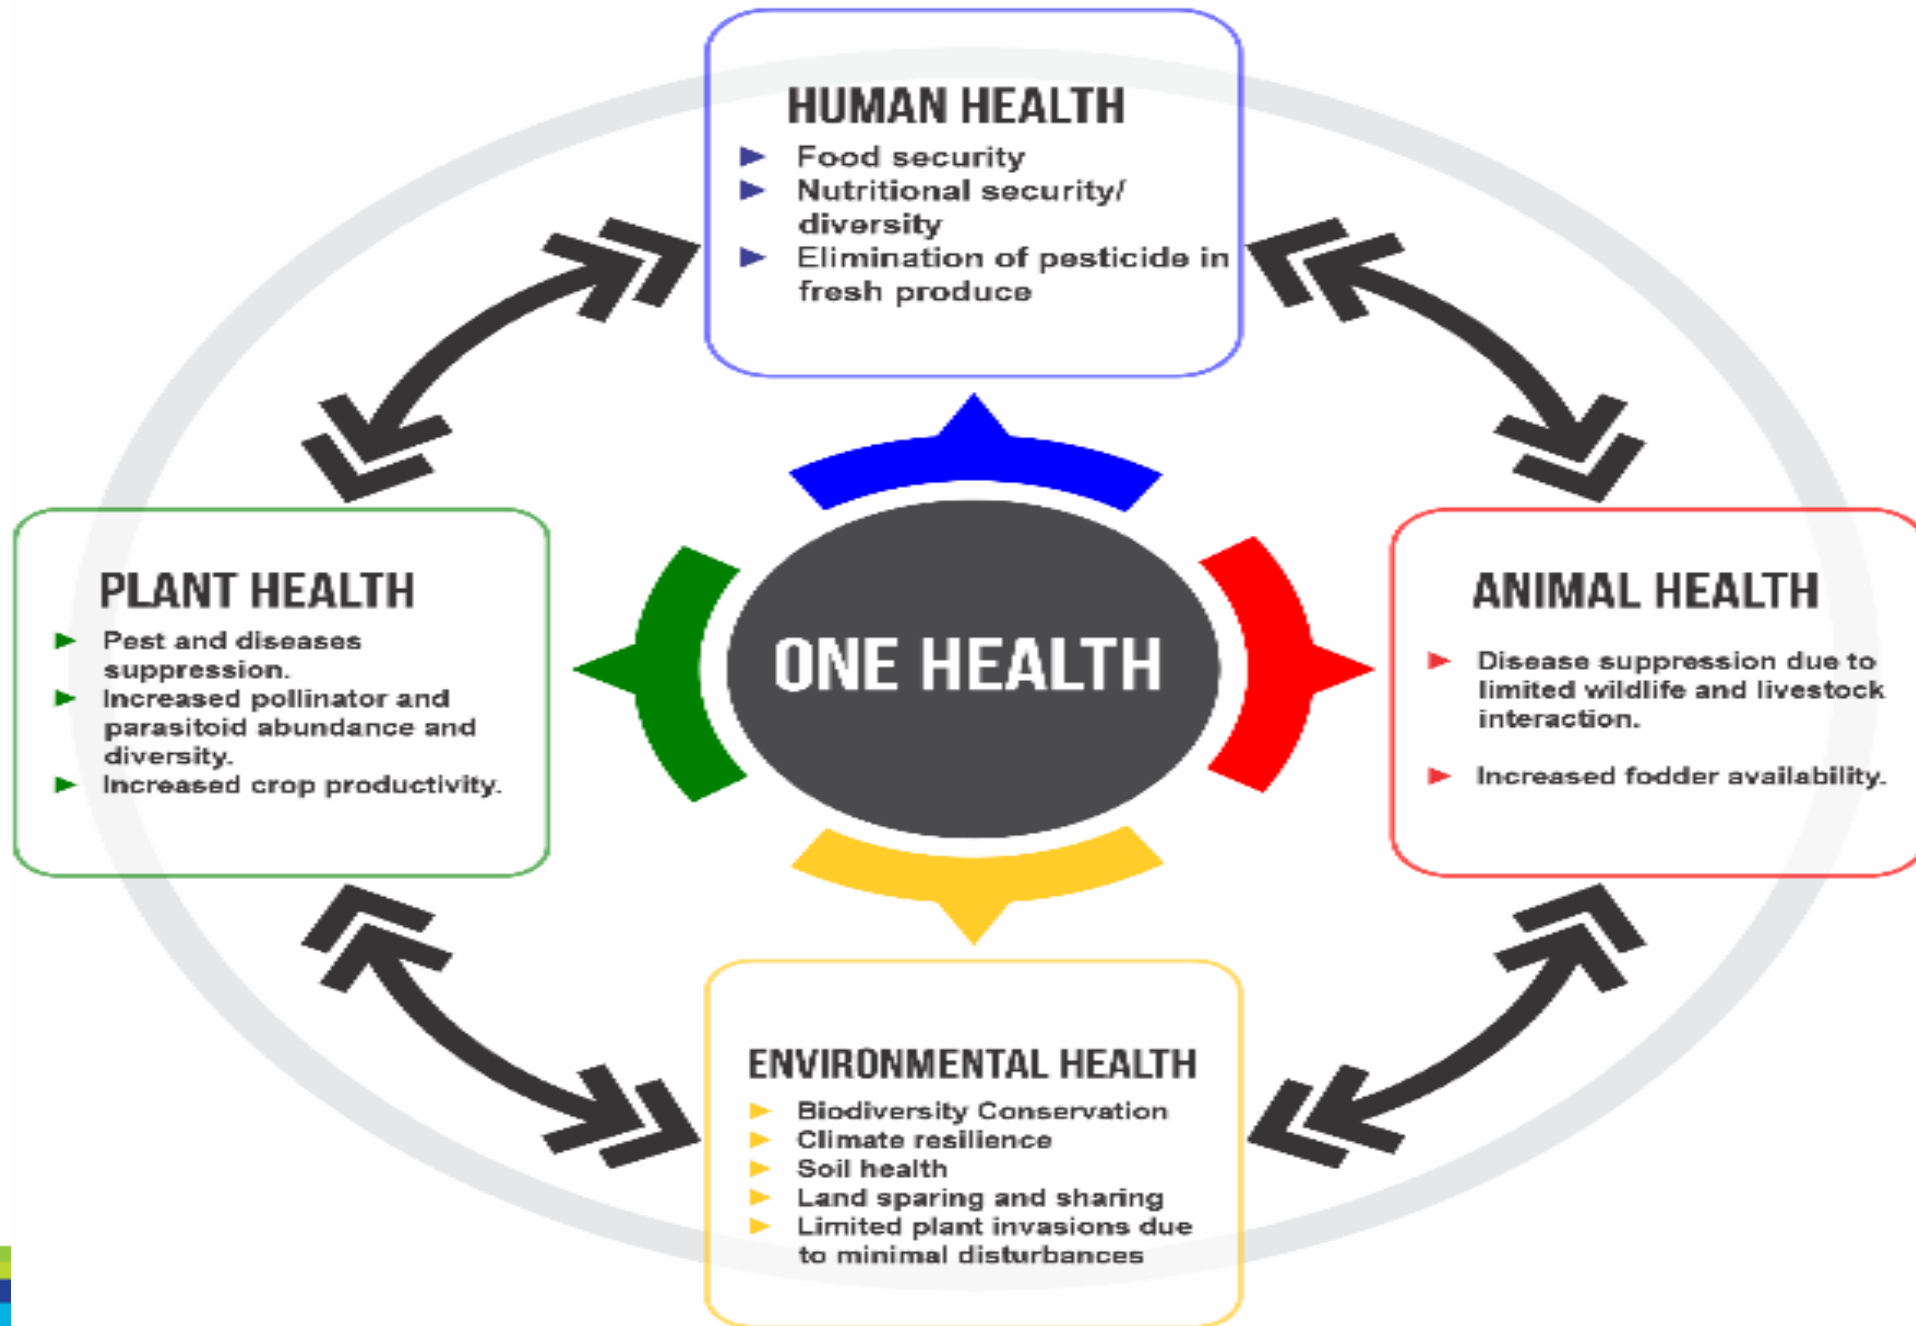 HUMAN HEALTH
► Food security
► Nutritional security/
diversity
► Elimination of pesticide in
fresh produce
PLANT HEALTH
► Pest and diseases
suppression.
► Increased pollinator and
parasitoid abundance and
diversity.
► Increased crop productivity.
ONE HEALTH
ANIMAL HEALTH
► Disease suppression due to
limited wildlife and livestock
interaction.
► Increased fodder availability.
ENVIRONMENTAL HEALTH
► Biodiversity Conservation
► Climate resilience
► Soil health
► Land sparing and sharing
► Limited plant invasions due
to minimal disturbances